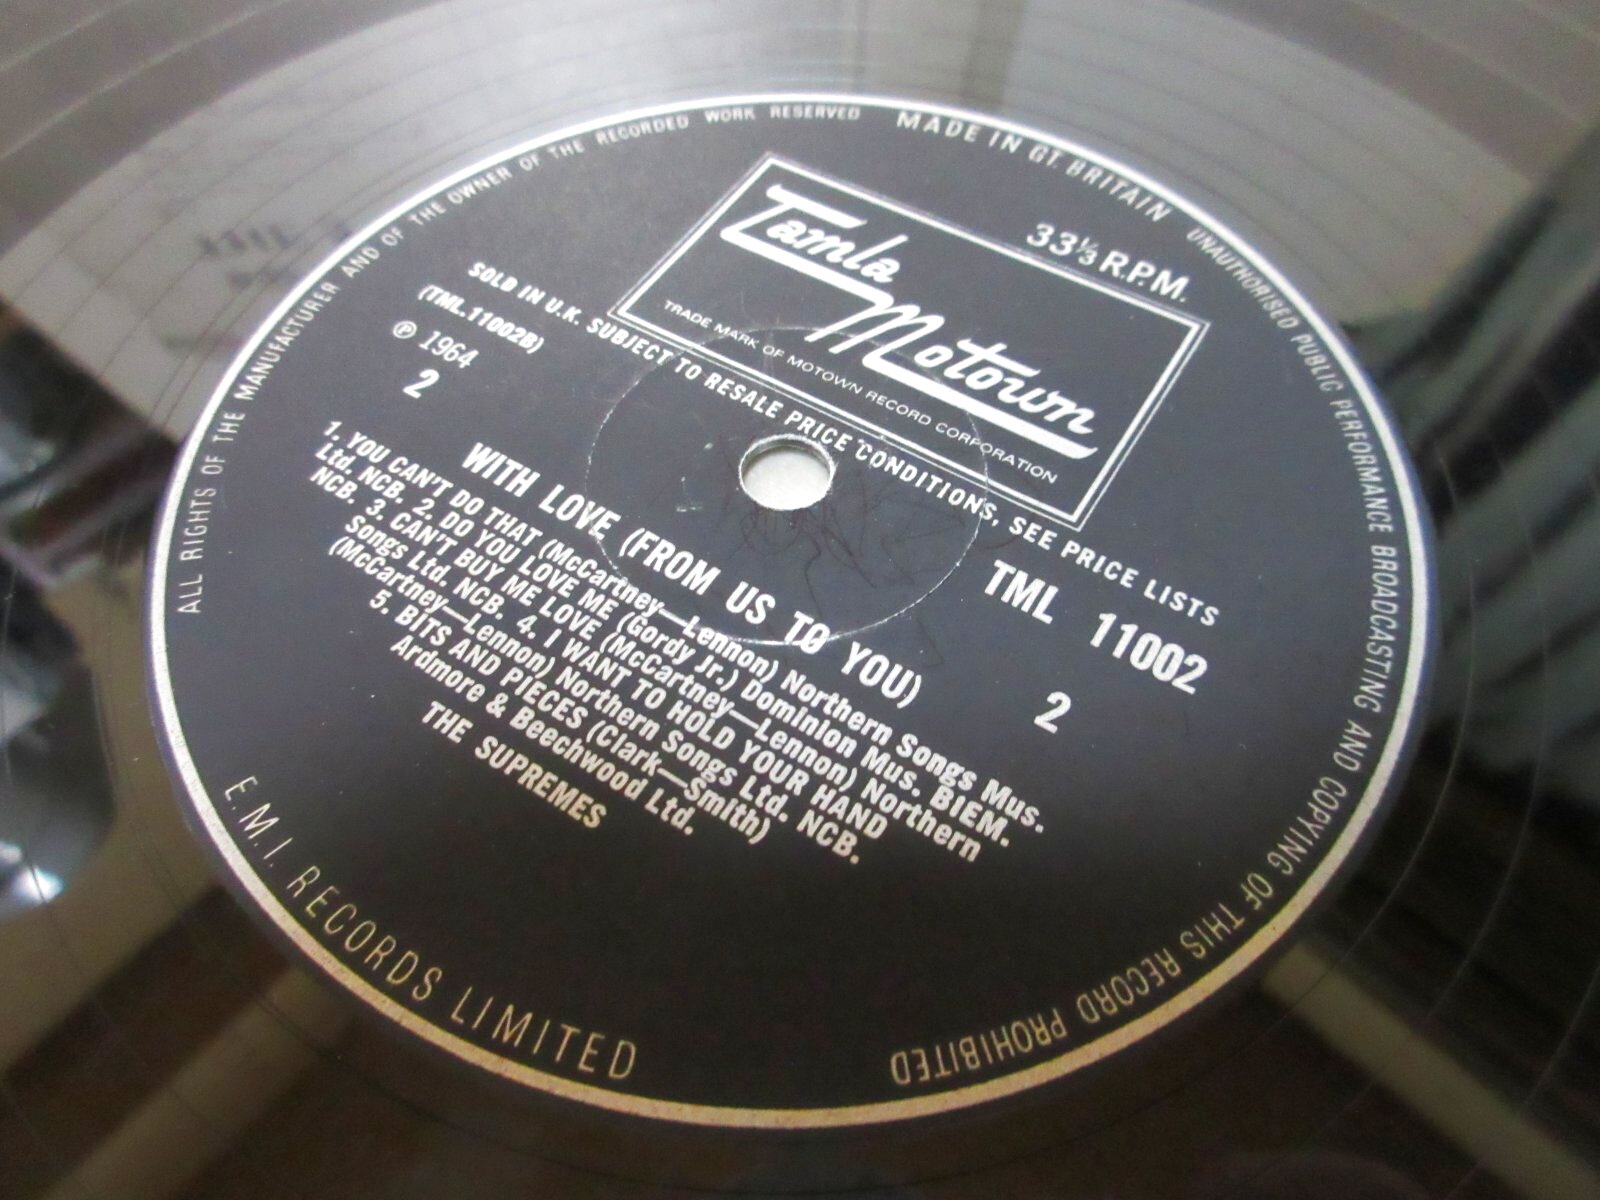 ALL RIGHTS OF THE MANUFACTURER AND OF THE OWNER OF THE RECORDED WORK RESERVED
MADE IN GT. BRITAIN
UNAUTHORISED PUBLIC PERFORMANCE BROADCASTING AND COPYING OF THIS RECORD PROHIBITED
33⅓ R.P.M.
Tamla
Motown
TRADE MARK OF MOTOWN RECORD CORPORATION
SOLD IN U.K. SUBJECT TO RESALE PRICE CONDITIONS, SEE PRICE LISTS
(TML.11002B)
℗ 1964
2
TML 11002
2
WITH LOVE (FROM US TO YOU)
1. YOU CAN'T DO THAT (McCartney—Lennon) Northern Songs Mus.
Ltd. NCB. 2. DO YOU LOVE ME (Gordy Jr.) Dominion Mus. BIEM.
NCB. 3. CAN'T BUY ME LOVE (McCartney—Lennon) Northern
Songs Ltd. NCB. 4. I WANT TO HOLD YOUR HAND
(McCartney—Lennon) Northern Songs Ltd. NCB.
5. BITS AND PIECES (Clark—Smith)
Ardmore & Beechwood Ltd.
THE SUPREMES
E.M.I. RECORDS LIMITED